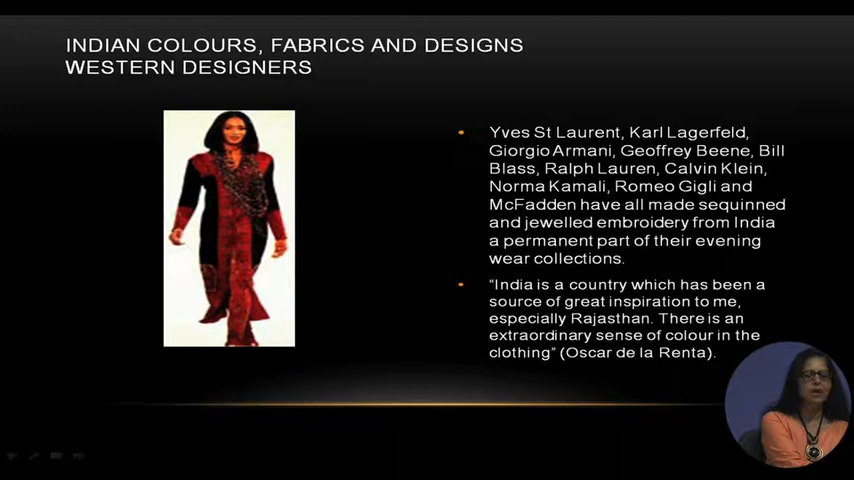 INDIAN COLOURS, FABRICS AND DESIGNS
WESTERN DESIGNERS
Yves St Laurent, Karl Lagerfeld,
Giorgio Armani, Geoffrey Beene, Bill
Blass, Ralph Lauren, Calvin Klein,
Norma Kamali, Romeo Gigli and
McFadden have all made sequinned
and jewelled embroidery from India
a permanent part of their evening
wear collections.
“India is a country which has been a
source of great inspiration to me,
especially Rajasthan. There is an
extraordinary sense of colour in the
clothing” (Oscar de la Renta).